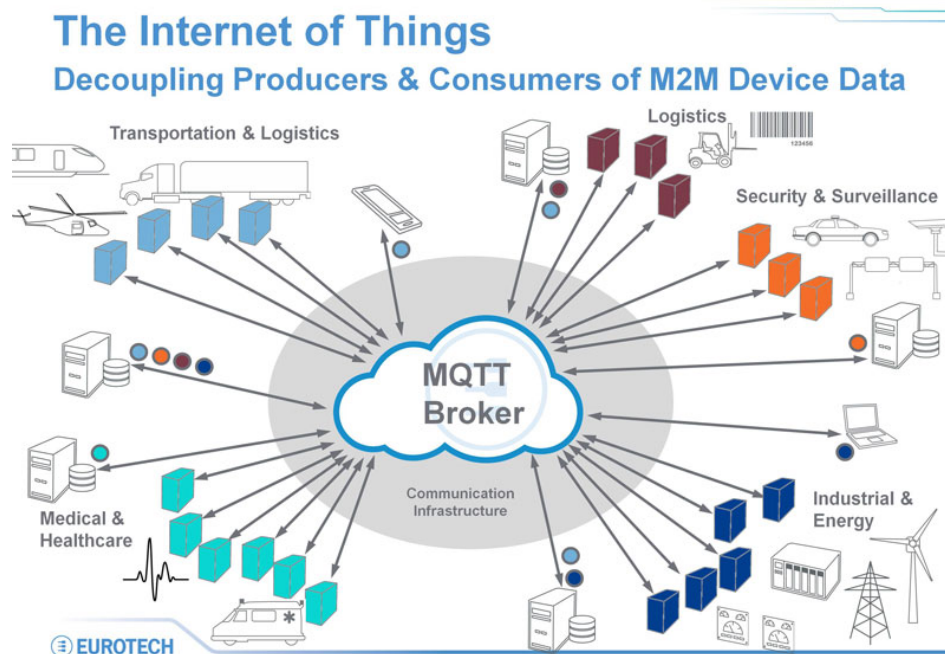 The Internet of Things
Decoupling Producers & Consumers of M2M Device Data
Transportation & Logistics
Logistics
123456
Security & Surveillance
MQTT
Broker
Communication
Infrastructure
Medical &
Healthcare
Industrial &
Energy
EUROTECH